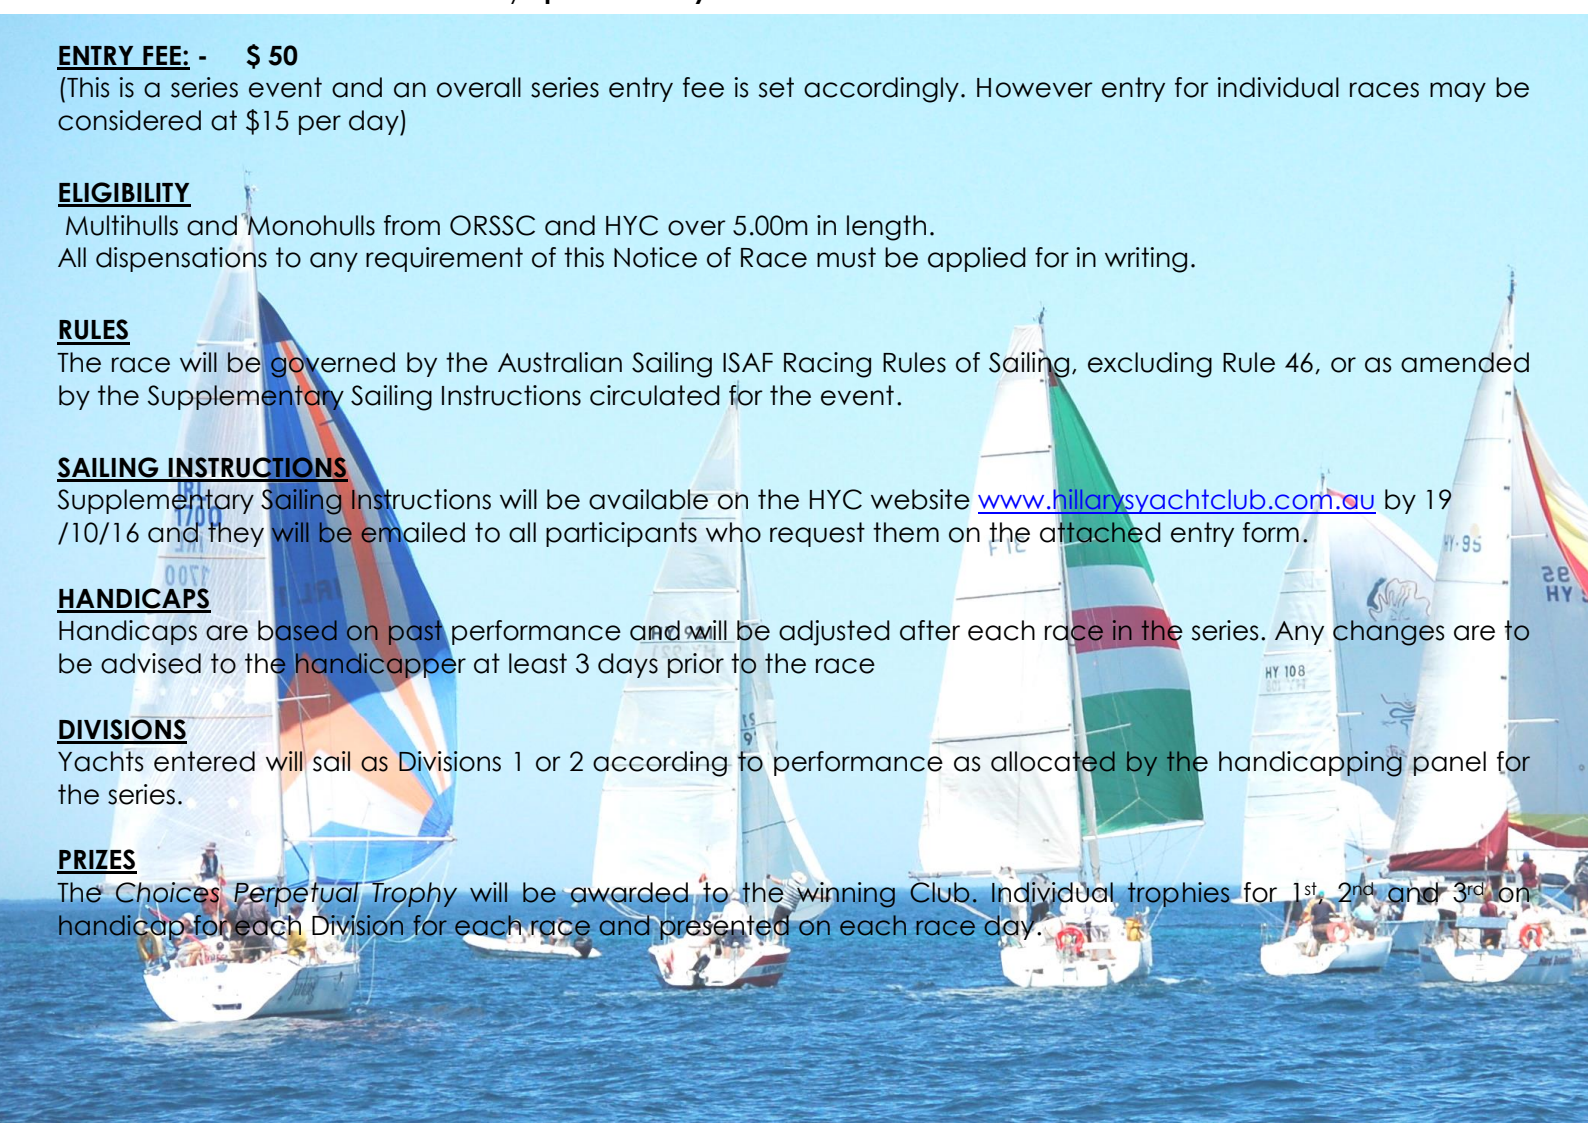 ENTRY FEE: - $ 50
(This is a series event and an overall series entry fee is set accordingly. However entry for individual races may be
considered at $15 per day)
ELIGIBILITY
Multihulls and Monohulls from ORSSC and HYC over 5.00m in length.
All dispensations to any requirement of this Notice of Race must be applied for in writing.
RULES
The race will be governed by the Australian Sailing ISAF Racing Rules of Sailing, excluding Rule 46, or as amended
by the Supplementary Sailing Instructions circulated for the event.
SAILING INSTRUCTIONS
Supplementary Sailing Instructions will be available on the HYC website www.hillarysyachtclub.com.au by 19
/10/16 and they will be emailed to all participants who request them on the attached entry form.
HY-95
95
HY
1700
HANDICAPS
Handicaps are based on past performance and will be adjusted after each race in the series. Any changes are to
be advised to the handicapper at least 3 days prior to the race
HY 108
DIVISIONS
Yachts entered will sail as Divisions 1 or 2 according to performance as allocated by the handicapping panel for
the series.
PRIZES
The Choices Perpetual Trophy will be awarded to the winning Club. Individual trophies for 1st, 2nd and 3rd on
handicap for each Division for each race and presented on each race day.